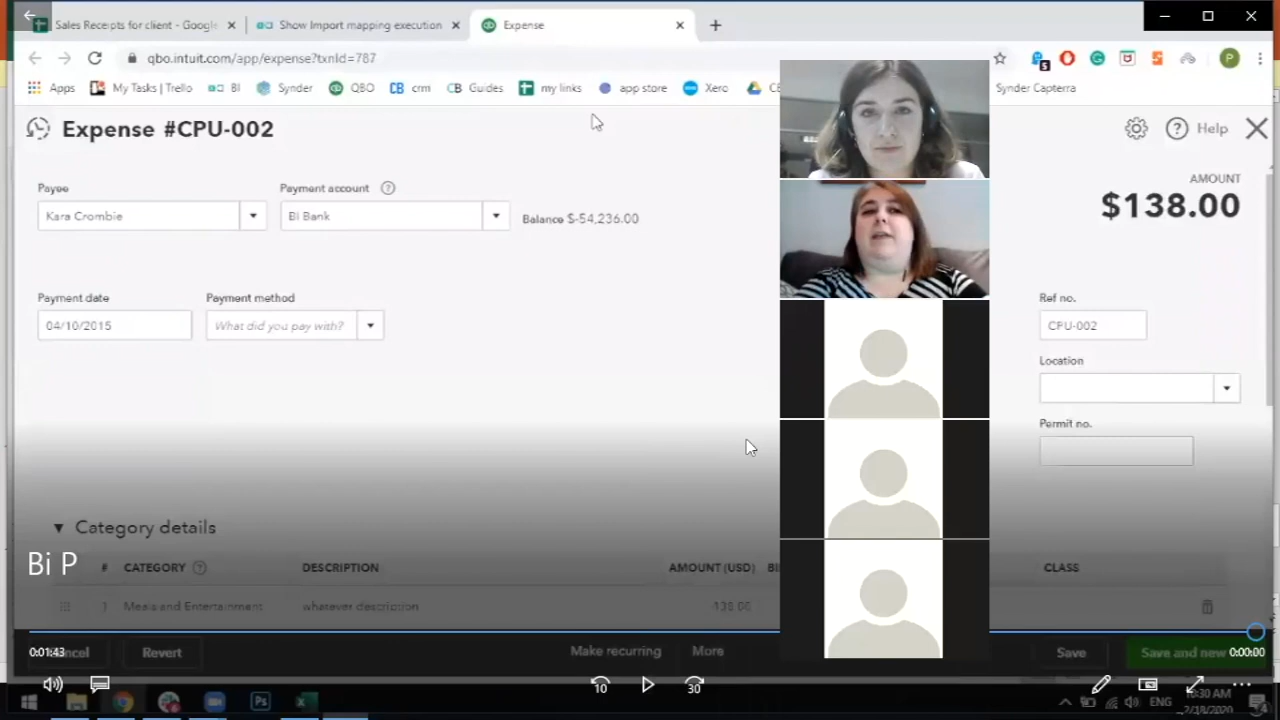 Sales Receipts for client - Google
Show Import mapping execution
Expense
qbo.intuit.com/app/expense?txnId=787
5
P
Apps
My Tasks | Trello
BI
Synder
QBO
CB crm
CB Guides
my links
app store
Xero
Synder Capterra
Expense #CPU-002
Help
Payee
Payment account
AMOUNT
Kara Crombie
BI Bank
Balance $-54,236.00
$138.00
Payment date
Payment method
Ref no.
04/10/2015
What did you pay with?
CPU-002
Location
Permit no.
Category details
Bi P
# CATEGORY DESCRIPTION AMOUNT (USD) CLASS
1 Meals and Entertainment whatever description 138.00
0:01:43
Revert
Make recurring
More
Save
Save and new
0:00:00
10
30
Ps
ENG